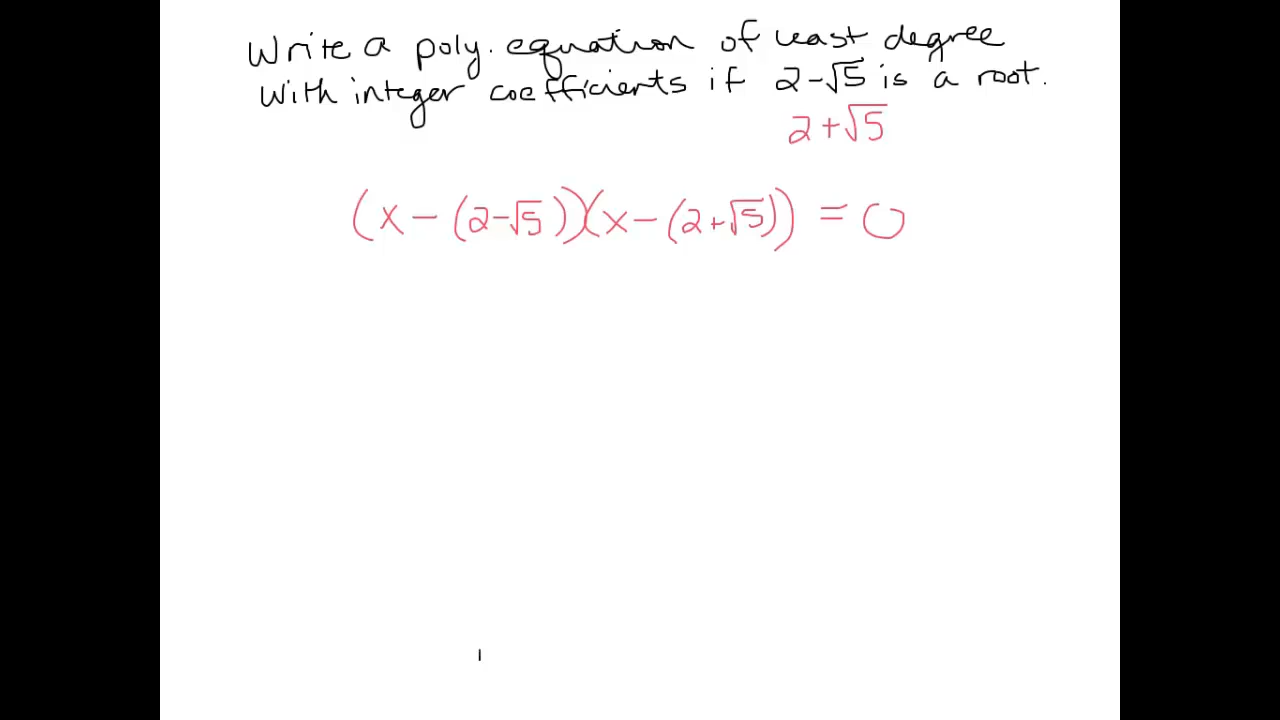 Write a poly. equation of least degree
with integer coefficients if 2-√5 is a root.
2+√5
(x-(2-√5))(x-(2+√5)) = 0